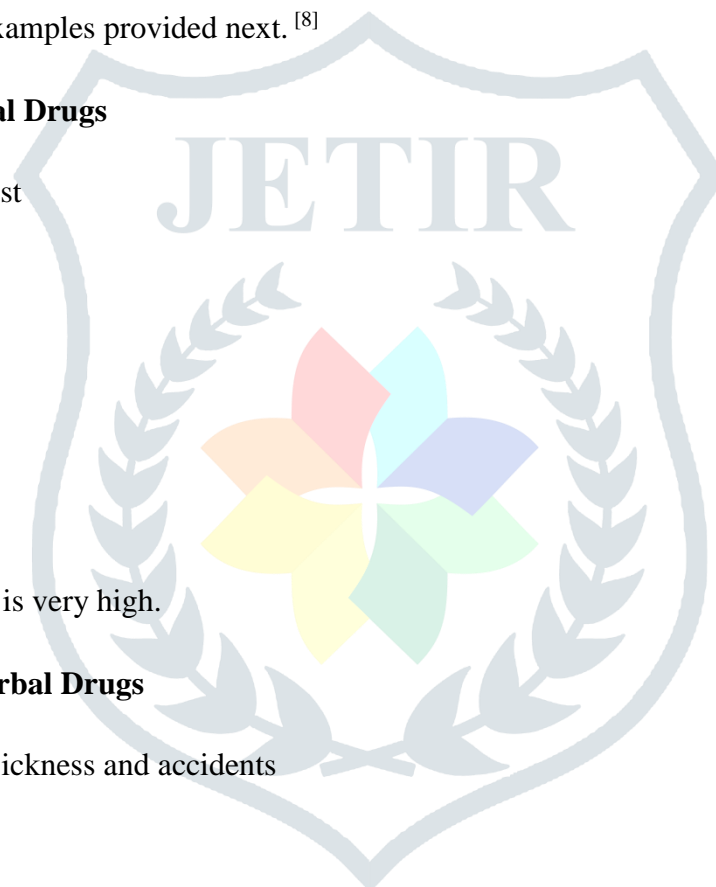 xamples provided next. [8]
al Drugs
JETIR
st
is very high.
rbal Drugs
ickness and accidents